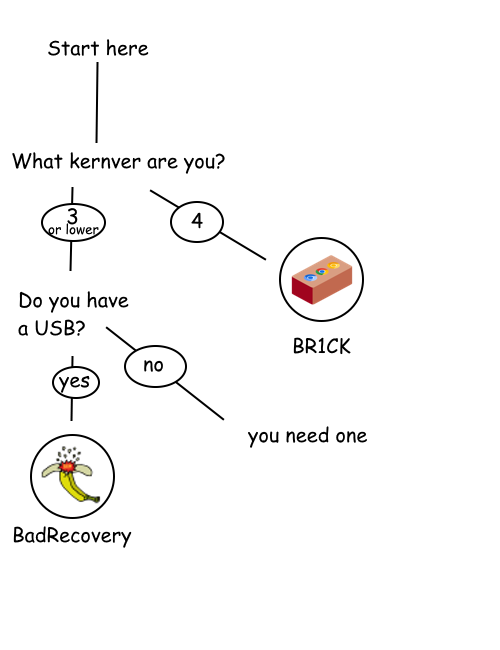 Start here
What kernver are you?
3
or lower
4
Do you have
a USB?
BR1CK
no
yes
you need one
BadRecovery